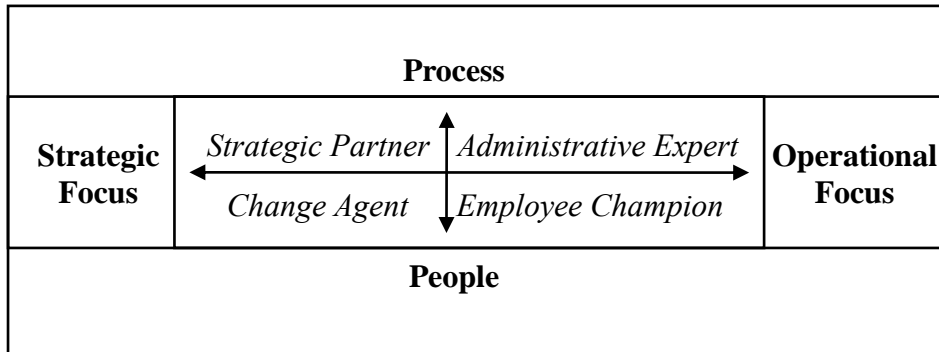 Process
Strategic Focus
Strategic Partner
Administrative Expert
Operational Focus
Change Agent
Employee Champion
People